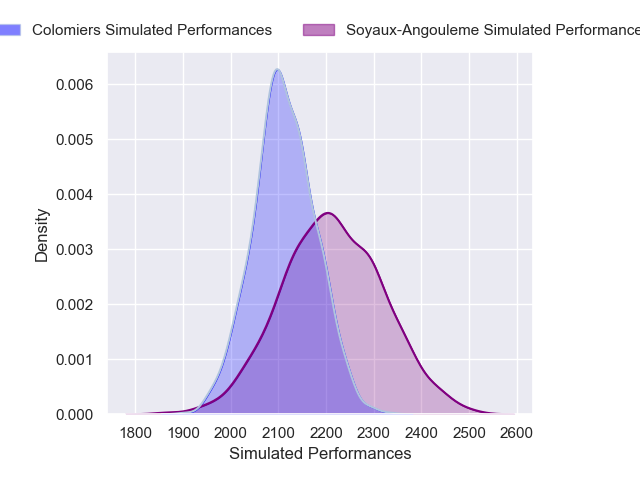 Colomiers Simulated Performances
Soyaux-Angouleme Simulated Performance
0.006
0.005
0.004
0.003
0.002
0.001
0.000
Density
1800 1900 2000 2100 2200 2300 2400 2500 2600
Simulated Performances